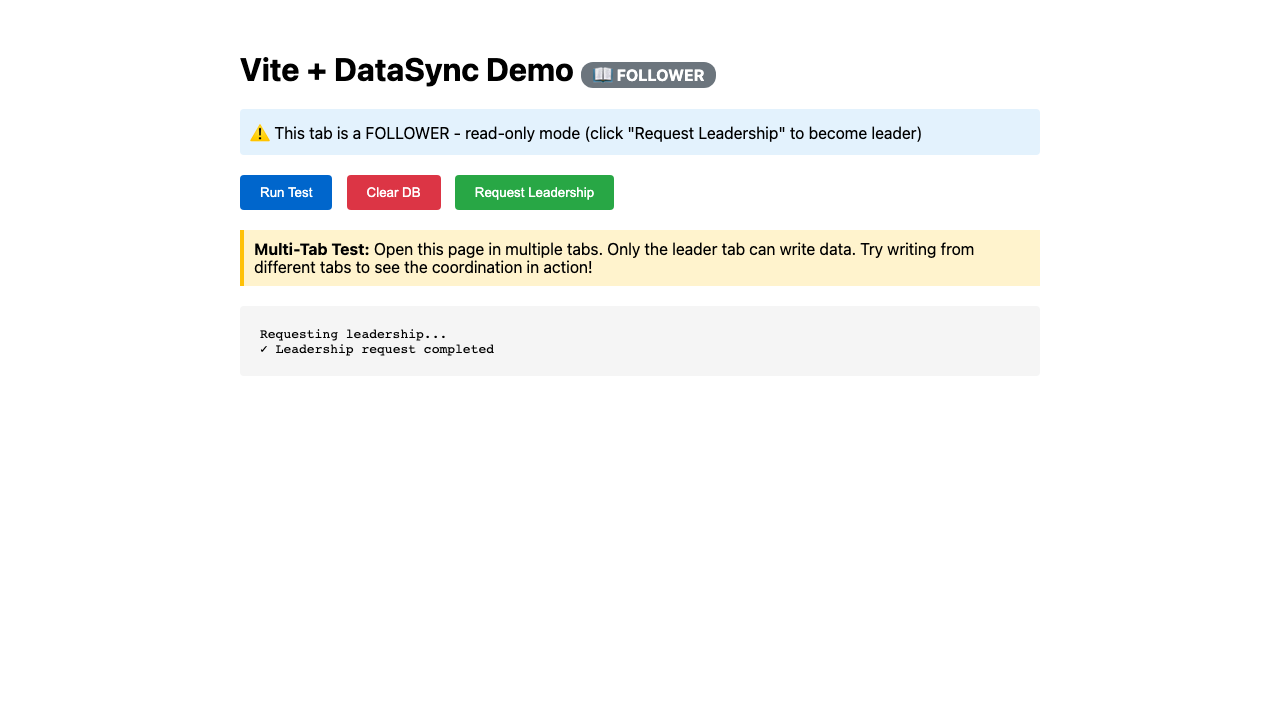 Vite + DataSync Demo 📖 FOLLOWER
⚠️ This tab is a FOLLOWER - read-only mode (click "Request Leadership" to become leader)
Run Test Clear DB Request Leadership
Multi-Tab Test: Open this page in multiple tabs. Only the leader tab can write data. Try writing from
different tabs to see the coordination in action!
Requesting leadership...
✓ Leadership request completed